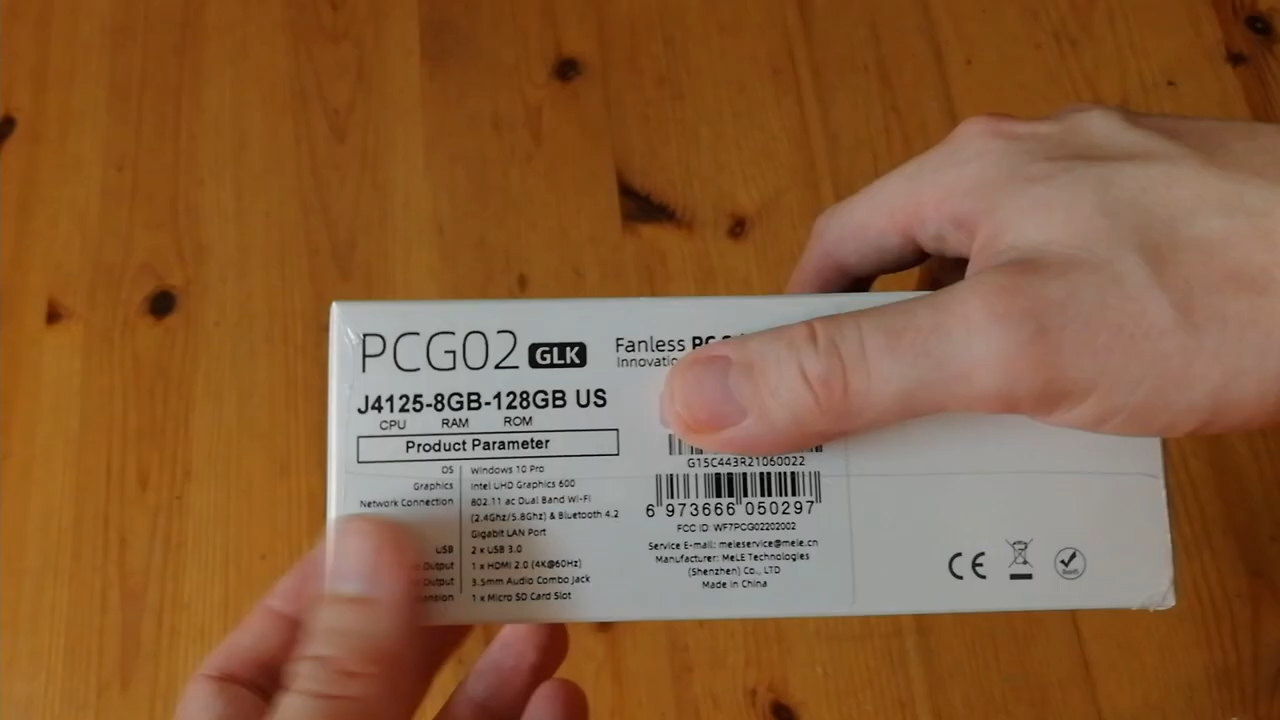 PCG02 GLK
Fanless PC
J4125-8GB-128GB US
CPU RAM ROM
Product Parameter
OS Windows 10 Pro
Graphics Intel UHD Graphics 600
Network Connection 802.11 ac Dual Band Wi-Fi
(2.4Ghz/5.8Ghz) & Bluetooth 4.2
Gigabit LAN Port
USB 2 x USB 3.0
Output 1 x HDMI 2.0 (4K@60Hz)
Output 3.5mm Audio Combo Jack
1 x Micro SD Card Slot
G15C443R21060022
6 973666 050297
FCC ID: WF7PCG02202002
Service E-mail: meleservice@mele.cn
Manufacturer: MeLE Technologies
(Shenzhen) Co., LTD
Made in China
CE
RoHS